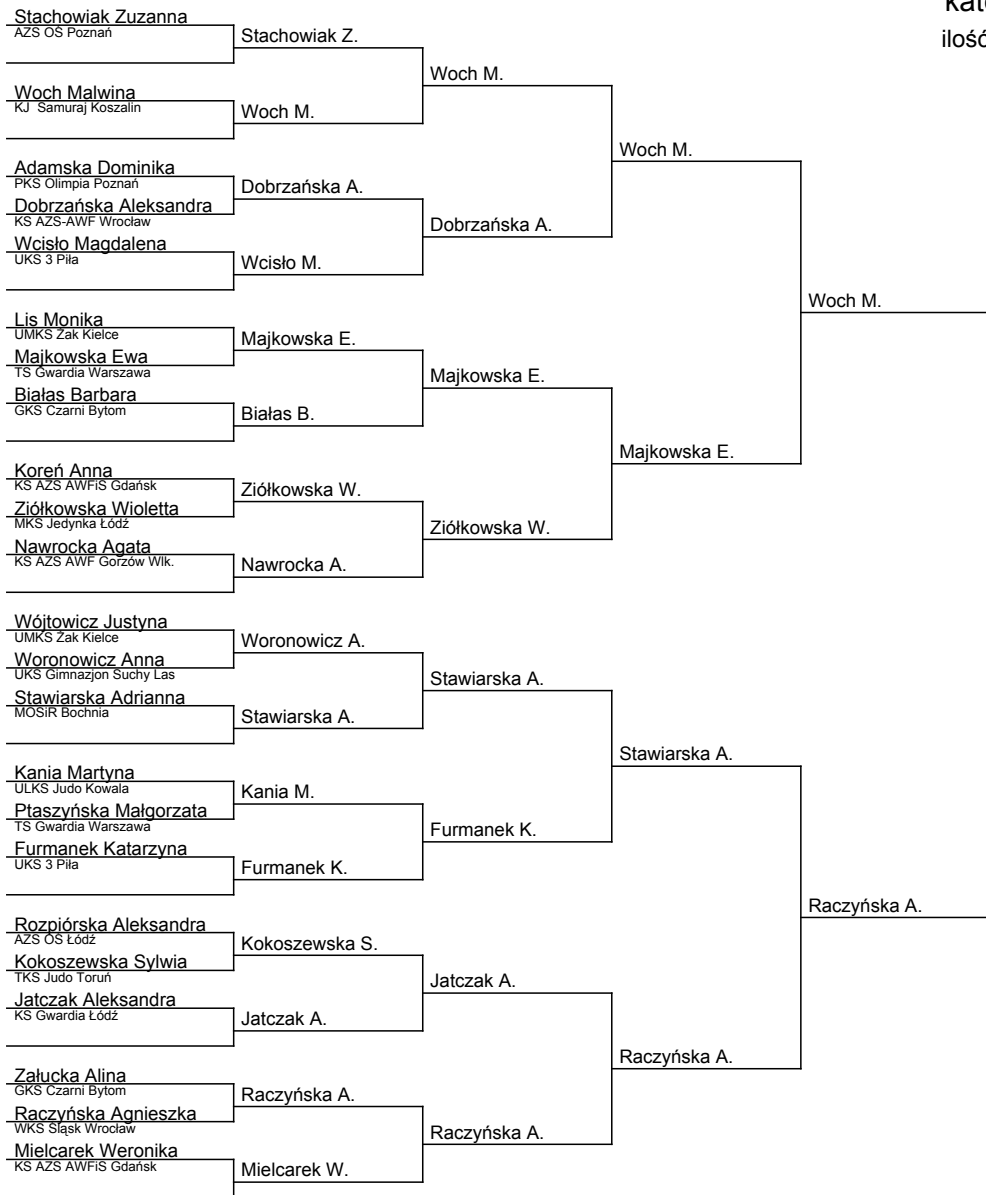 kat
ilość
Stachowiak Zuzanna
AZS OŚ Poznań
Stachowiak Z.
Woch M.
Woch Malwina
KJ Samuraj Koszalin
Woch M.
Woch M.
Adamska Dominika
PKS Olimpia Poznań
Dobrzańska A.
Dobrzańska Aleksandra
KS AZS-AWF Wrocław
Dobrzańska A.
Wcisło Magdalena
UKS 3 Piła
Wcisło M.
Woch M.
Lis Monika
UMKS Żak Kielce
Majkowska E.
Majkowska Ewa
TS Gwardia Warszawa
Majkowska E.
Białas Barbara
GKS Czarni Bytom
Białas B.
Majkowska E.
Koreń Anna
KS AZS AWFiS Gdańsk
Ziółkowska W.
Ziółkowska Wioletta
MKS Jedynka Łódź
Ziółkowska W.
Nawrocka Agata
KS AZS AWF Gorzów Wlk.
Nawrocka A.
Wójtowicz Justyna
UMKS Żak Kielce
Woronowicz A.
Woronowicz Anna
UKS Gimnazjon Suchy Las
Stawiarska A.
Stawiarska Adrianna
MOSiR Bochnia
Stawiarska A.
Stawiarska A.
Kania Martyna
ULKS Judo Kowala
Kania M.
Ptaszyńska Małgorzata
TS Gwardia Warszawa
Furmanek K.
Furmanek Katarzyna
UKS 3 Piła
Furmanek K.
Raczyńska A.
Rozpiórska Aleksandra
AZS OŚ Łódź
Kokoszewska S.
Kokoszewska Sylwia
TKS Judo Toruń
Jatczak A.
Jatczak Aleksandra
KS Gwardia Łódź
Jatczak A.
Raczyńska A.
Załucka Alina
GKS Czarni Bytom
Raczyńska A.
Raczyńska Agnieszka
WKS Śląsk Wrocław
Raczyńska A.
Mielcarek Weronika
KS AZS AWFiS Gdańsk
Mielcarek W.